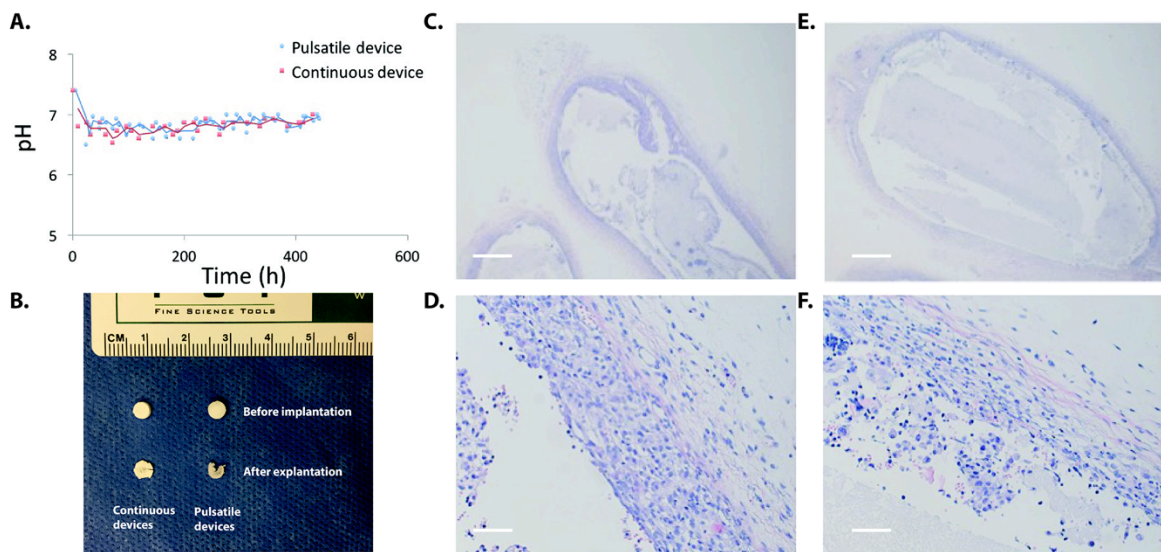 A.
8
7
6
5
pH
0
200
400
600
Time (h)
Pulsatile device
Continuous device
B.
FINE SCIENCE TOOLS
W
CM 1 2 3 4 5 6
Before implantation
After explantation
Continuous
devices
Pulsatile
devices
C.
D.
E.
F.